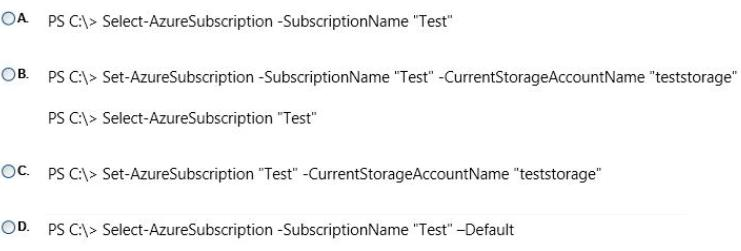 A. PS C:\> Select-AzureSubscription -SubscriptionName "Test"
B. PS C:\> Set-AzureSubscription -SubscriptionName "Test" -CurrentStorageAccountName "teststorage"
PS C:\> Select-AzureSubscription "Test"
C. PS C:\> Set-AzureSubscription "Test" -CurrentStorageAccountName "teststorage"
D. PS C:\> Select-AzureSubscription -SubscriptionName "Test" –Default